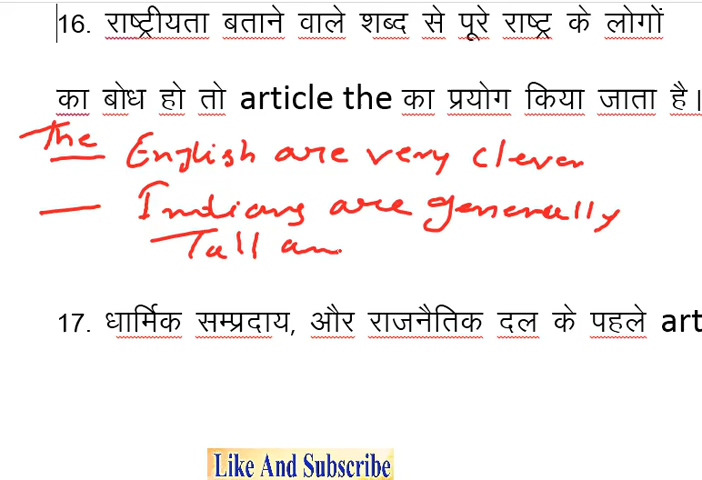 16. राष्ट्रीयता बताने वाले शब्द से पूरे राष्ट्र के लोगों
का बोध हो तो article the का प्रयोग किया जाता है।
The English are very clever
— Indians are generally
Tall an
17. धार्मिक सम्प्रदाय, और राजनैतिक दल के पहले art
Like And Subscribe